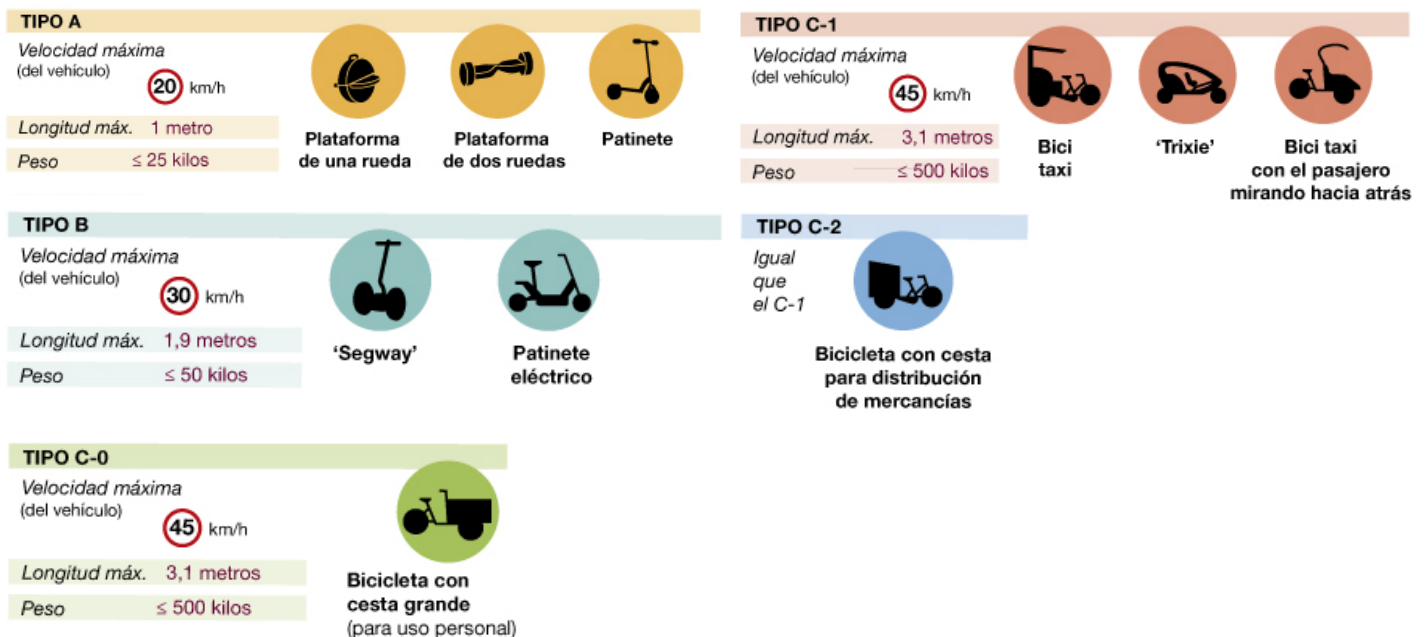 TIPO A
Velocidad máxima
(del vehículo)
20 km/h
Longitud máx. 1 metro
Peso ≤ 25 kilos
Plataforma
de una rueda
Plataforma
de dos ruedas
Patinete
TIPO C-1
Velocidad máxima
(del vehículo)
45 km/h
Longitud máx. 3,1 metros
Peso ≤ 500 kilos
Bici
taxi
‘Trixie’
Bici taxi
con el pasajero
mirando hacia atrás
TIPO B
Velocidad máxima
(del vehículo)
30 km/h
Longitud máx. 1,9 metros
Peso ≤ 50 kilos
‘Segway’
Patinete
eléctrico
TIPO C-2
Igual
que
el C-1
Bicicleta con cesta
para distribución
de mercancías
TIPO C-0
Velocidad máxima
(del vehículo)
45 km/h
Longitud máx. 3,1 metros
Peso ≤ 500 kilos
Bicicleta con
cesta grande
(para uso personal)